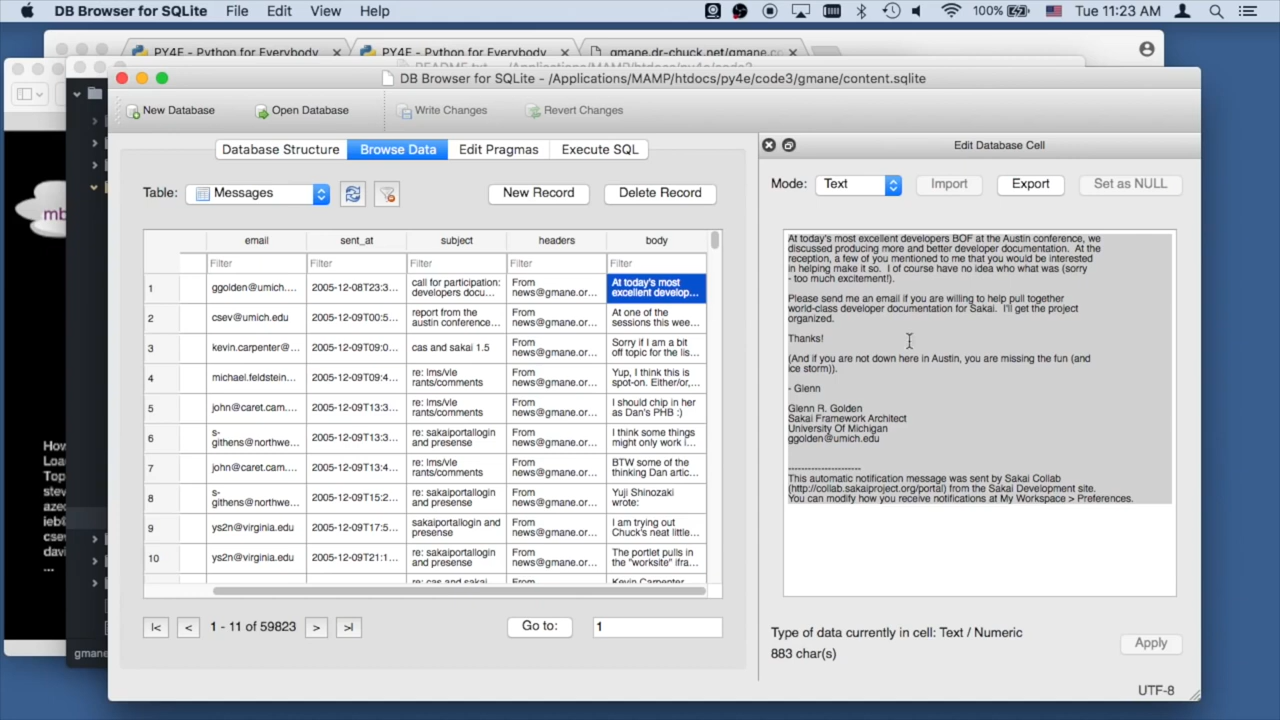 DB Browser for SQLite File Edit View Help 100% Tue 11:23 AM
PY4E - Python for Everybody PY4E - Python for Everybody gmane.dr-chuck.net/gmane.c
DB Browser for SQLite - /Applications/MAMP/htdocs/py4e/code3/gmane/content.sqlite
New Database Open Database Write Changes Revert Changes
Database Structure Browse Data Edit Pragmas Execute SQL
Table: Messages New Record Delete Record
email sent_at subject headers body
Filter Filter Filter Filter Filter
1 ggolden@umich.... 2005-12-08T23:3... call for participation: developers docu... From news@gmane.or... At today's most excellent develop...
2 csev@umich.edu 2005-12-09T00:5... report from the austin conference... From news@gmane.or... At one of the sessions this wee...
3 kevin.carpenter@... 2005-12-09T09:0... cas and sakai 1.5 From news@gmane.or... Sorry if I am a bit off topic for the lis...
4 michael.feldstein... 2005-12-09T09:4... re: lms/vle rants/comments From news@gmane.or... Yup, I think this is spot-on. Either/or,...
5 john@caret.cam.... 2005-12-09T13:3... re: lms/vle rants/comments From news@gmane.or... I should chip in her as Dan's PHB :)
6 s-githens@northwe... 2005-12-09T13:3... re: sakaiportallogin and presense From news@gmane.or... I think some things might only work i...
7 john@caret.cam.... 2005-12-09T13:4... re: lms/vle rants/comments From news@gmane.or... BTW some of the thinking Dan artic...
8 s-githens@northwe... 2005-12-09T15:2... re: sakaiportallogin and presense From news@gmane.or... Yuji Shinozaki wrote:
9 ys2n@virginia.edu 2005-12-09T17:5... sakaiportallogin and presense From news@gmane.or... I am trying out Chuck's neat littl...
10 ys2n@virginia.edu 2005-12-09T21:1... re: sakaiportallogin and presense From news@gmane.or... The portlet pulls in the "worksite" ifra...
re: cas and sakai From Kevin Carpenter
|< < 1 - 11 of 59823 > >| Go to: 1
Edit Database Cell
Mode: Text Import Export Set as NULL
At today's most excellent developers BOF at the Austin conference, we
discussed producing more and better developer documentation. At the
reception, a few of you mentioned to me that you would be interested
in helping make it so. I of course have no idea who what was (sorry
- too much excitement!).
Please send me an email if you are willing to help pull together
world-class developer documentation for Sakai. I'll get the project
organized.
Thanks!
(And if you are not down here in Austin, you are missing the fun (and
ice storm)).
- Glenn
Glenn R. Golden
Sakai Framework Architect
University Of Michigan
ggolden@umich.edu
----------------------
This automatic notification message was sent by Sakai Collab
(http://collab.sakaiproject.org/portal) from the Sakai Development site.
You can modify how you receive notifications at My Workspace > Preferences.
Type of data currently in cell: Text / Numeric
883 char(s)
Apply
UTF-8
mb
How
Loa
Top
stev
azec
ieb@
csev
davi
...
gmane